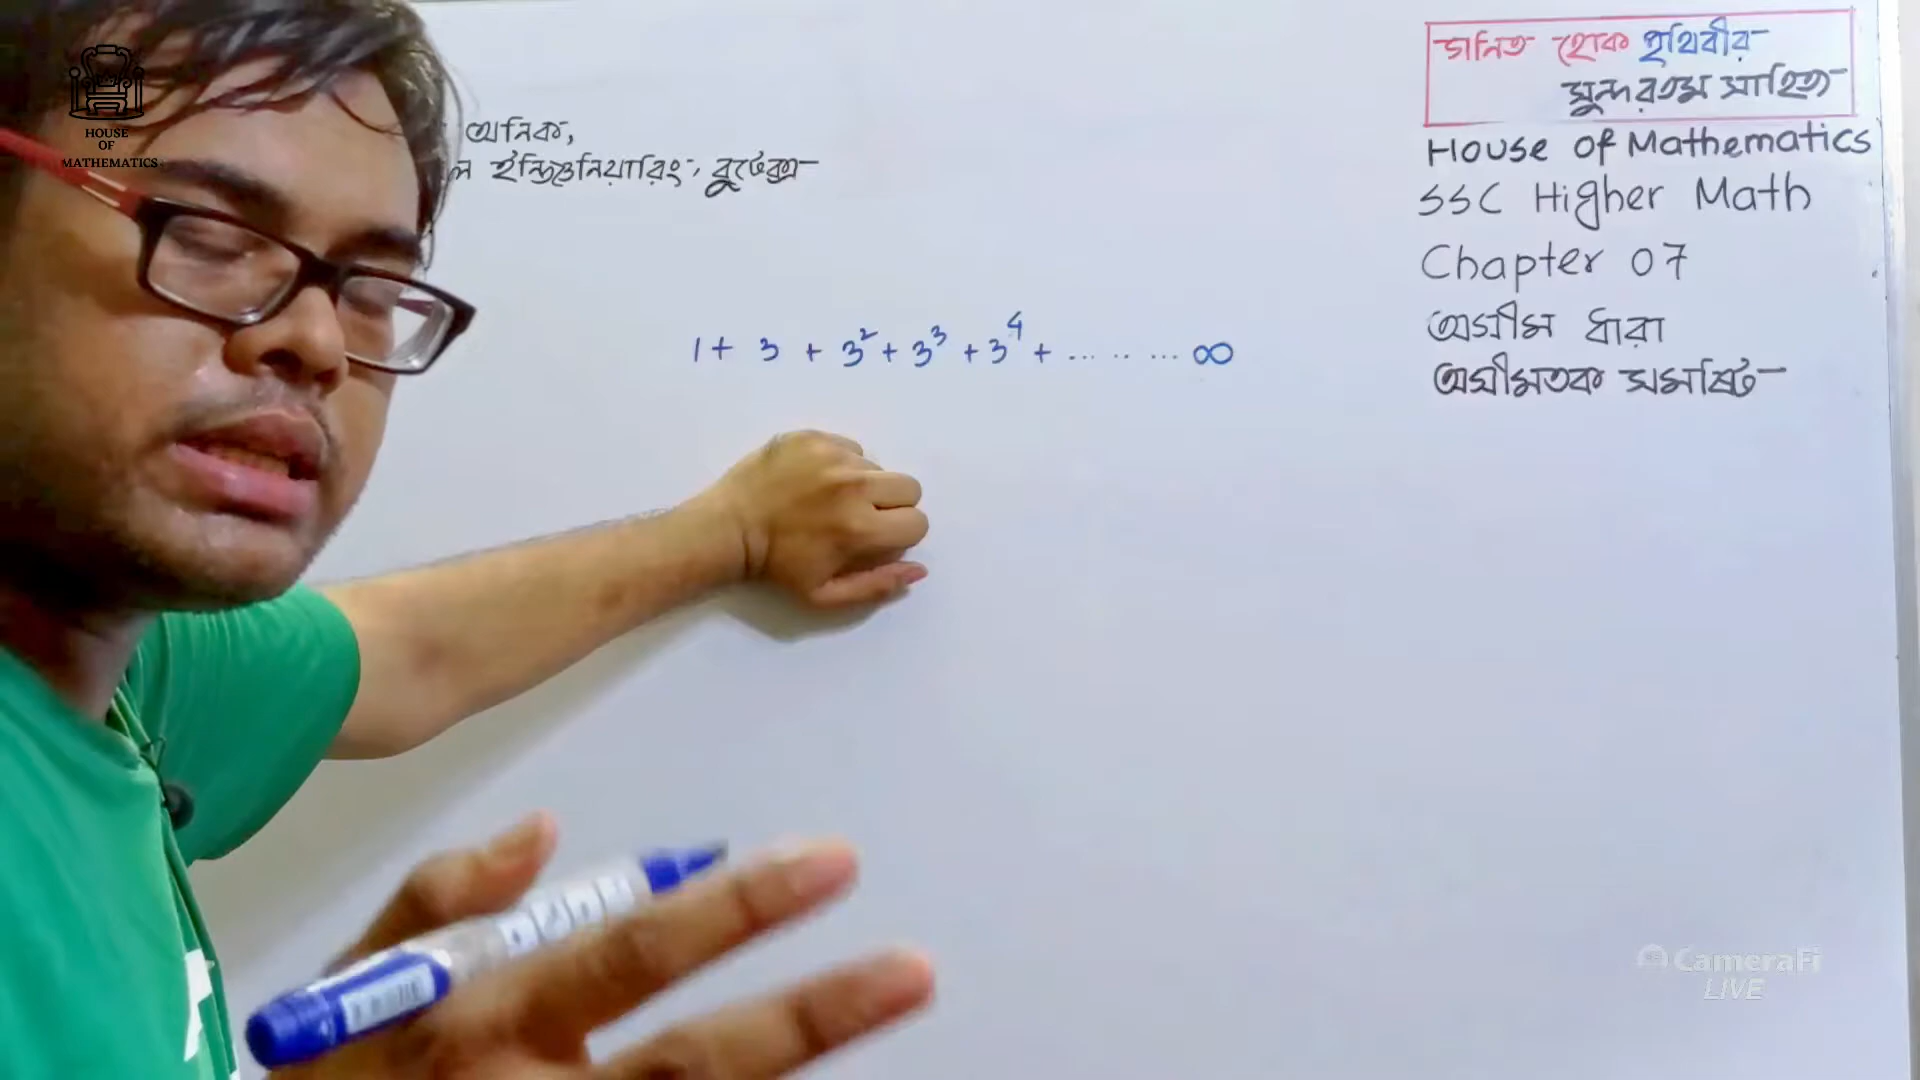 HOUSE
OF
MATHEMATICS
অনিক,
ল ইন্জিনিয়ারিং, বুটেক্স
1 + 3 + 3² + 3³ + 3⁴ + ... .. ... ∞
গনিত হোক পৃথিবীর
সুন্দরতম সাহিত্য
House of Mathematics
SSC Higher Math
Chapter 07
অসীম ধারা
অসীমতক সমষ্টি
CameraFi
LIVE